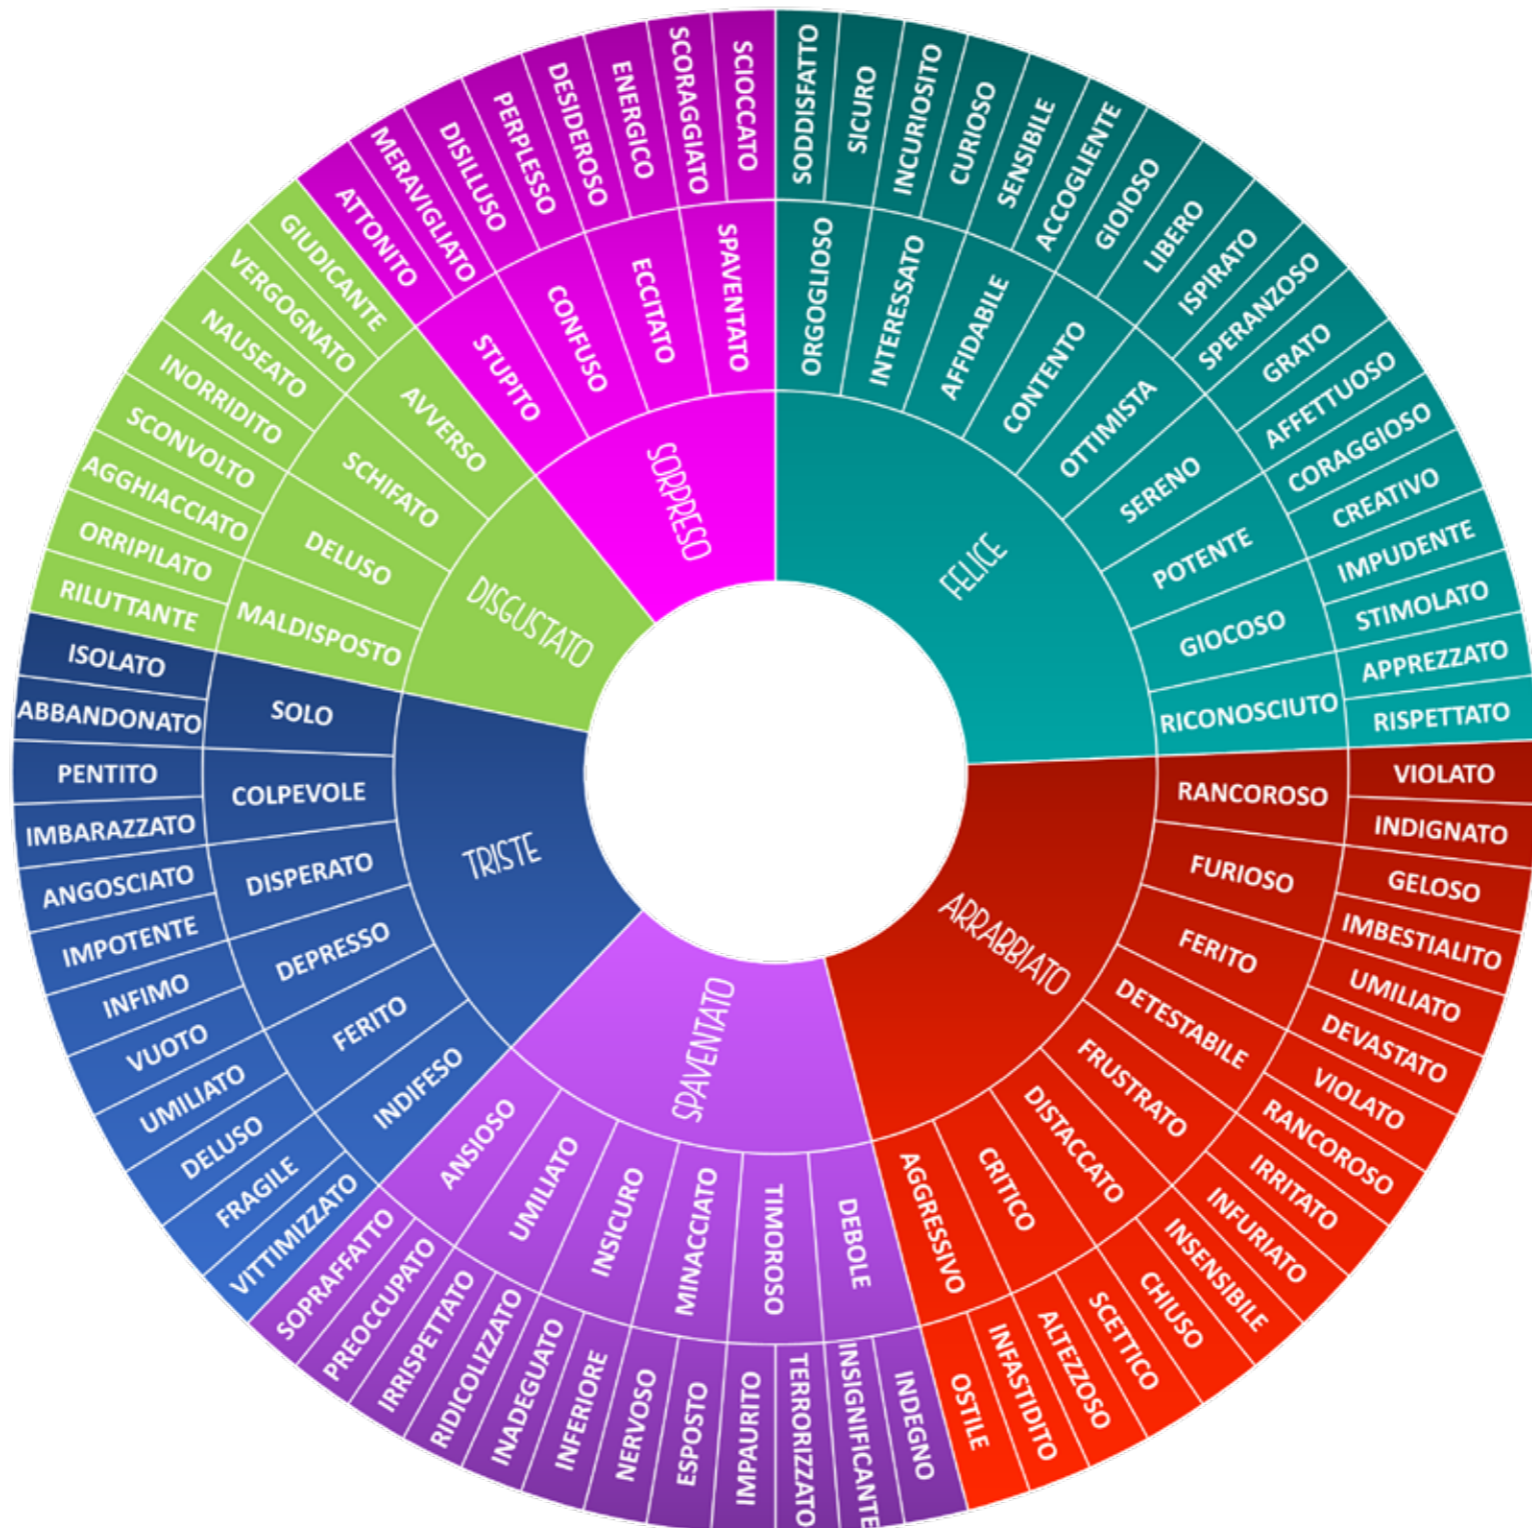 FELICE
ORGOGLIOSO
SODDISFATTO
SICURO
INTERESSATO
INCURIOSITO
CURIOSO
AFFIDABILE
SENSIBILE
ACCOGLIENTE
CONTENTO
GIOIOSO
LIBERO
OTTIMISTA
ISPIRATO
SPERANZOSO
SERENO
GRATO
AFFETTUOSO
POTENTE
CORAGGIOSO
CREATIVO
GIOCOSO
IMPUDENTE
STIMOLATO
RICONOSCIUTO
APPREZZATO
RISPETTATO
ARRABBIATO
RANCOROSO
VIOLATO
INDIGNATO
FURIOSO
GELOSO
IMBESTIALITO
FERITO
UMILIATO
DEVASTATO
DETESTABILE
VIOLATO
RANCOROSO
FRUSTRATO
IRRITATO
INFURIATO
DISTACCATO
INSENSIBILE
CHIUSO
CRITICO
SCETTICO
ALTEZZOSO
AGGRESSIVO
INFASTIDITO
OSTILE
SPAVENTATO
DEBOLE
INDEGNO
INSIGNIFICANTE
TIMOROSO
TERRORIZZATO
IMPAURITO
MINACCIATO
ESPOSTO
NERVOSO
INSICURO
INFERIORE
INADEGUATO
UMILIATO
RIDICOLIZZATO
IRRISPETTATO
ANSIOSO
PREOCCUPATO
SOPRAFFATTO
TRISTE
INDIFESO
VITTIMIZZATO
FRAGILE
FERITO
DELUSO
UMILIATO
DEPRESSO
VUOTO
INFIMO
DISPERATO
IMPOTENTE
ANGOSCIATO
COLPEVOLE
IMBARAZZATO
PENTITO
SOLO
ABBANDONATO
ISOLATO
DISGUSTATO
MALDISPOSTO
RILUTTANTE
ORRIPILATO
DELUSO
AGGHIACCIATO
SCONVOLTO
SCHIFATO
INORRIDITO
NAUSEATO
AVVERSO
VERGOGNATO
GIUDICANTE
SORPRESO
STUPITO
ATTONITO
MERAVIGLIATO
CONFUSO
DISILLUSO
PERPLESSO
ECCITATO
DESIDEROSO
ENERGICO
SPAVENTATO
SCORAGGIATO
SCIOCCATO